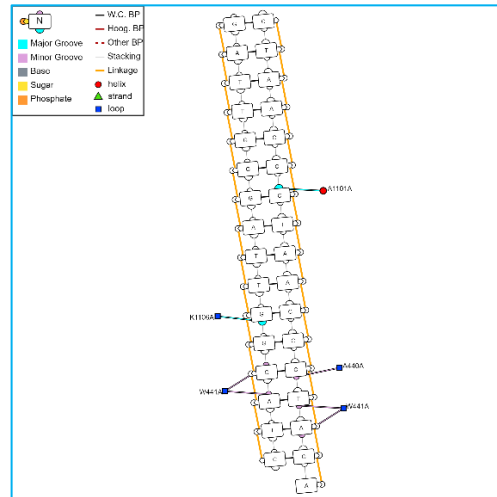 N
W.C. BP
Hoog. BP
Other BP
Stacking
Linkage
helix
strand
loop
Major Groove
Minor Groove
Base
Sugar
Phosphate
G
A T
T A
T A
G
C
A1101A
G C
A
T A
T A
K1106A G
C
A440A
W441A
A T
W441A
A
A